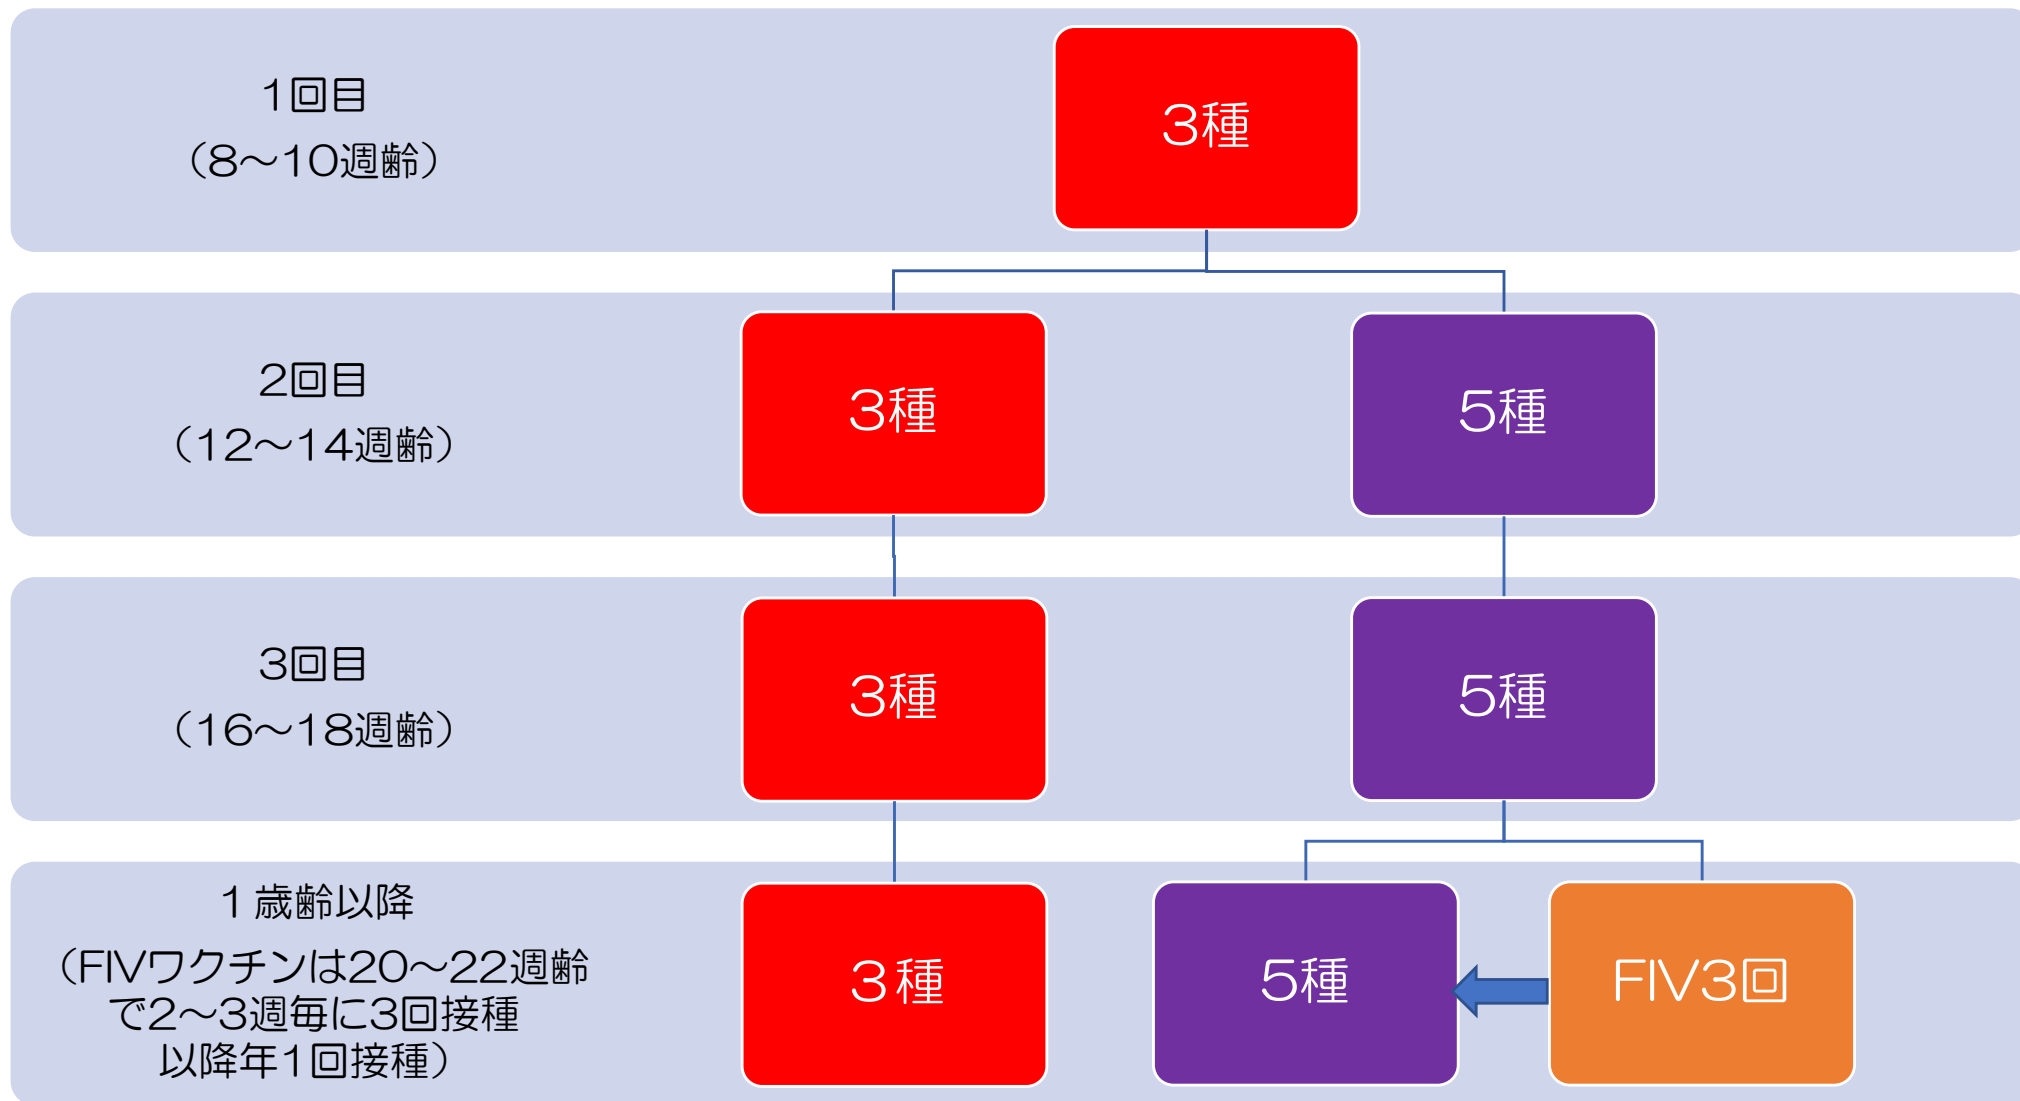 1回目
(8～10週齢)
3種
2回目
(12～14週齢)
3種
5種
3回目
(16～18週齢)
3種
5種
1歳齢以降
(FIVワクチンは20～22週齢
で2～3週毎に3回接種
以降年1回接種)
3種
5種
FIV3回